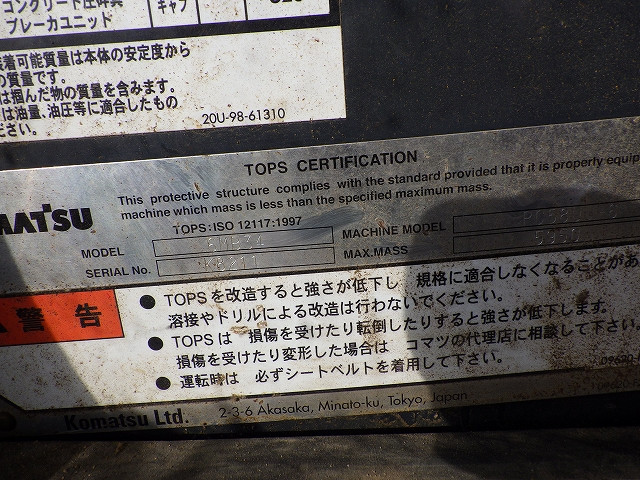 コンクリート圧砕具
ブレーカユニット
キャブ
着可能質量は本体の安定度から
の質量です。
は掴んだ物の質量を含みます。
は油量、油圧等に適合したもの
ださい。
20U-98-61310
TOPS CERTIFICATION
This protective structure complies with the standard provided that it is properly equip
machine which mass is less than the specified maximum mass.
MATSU
TOPS:ISO 12117:1997
MODEL
MACHINE MODEL
SERIAL No.
MAX.MASS
警 告
● TOPSを改造すると強さが低下し 規格に適合しなくなることがあ
溶接やドリルによる改造は行わないでください。
● TOPSは 損傷を受けたり転倒したりすると強さが低下します。
損傷を受けたり変形した場合は コマツの代理店に相談して下さい
● 運転時は 必ずシートベルトを着用して下さい。
Komatsu Ltd. 2-3-6 Akasaka, Minato-ku, Tokyo, Japan